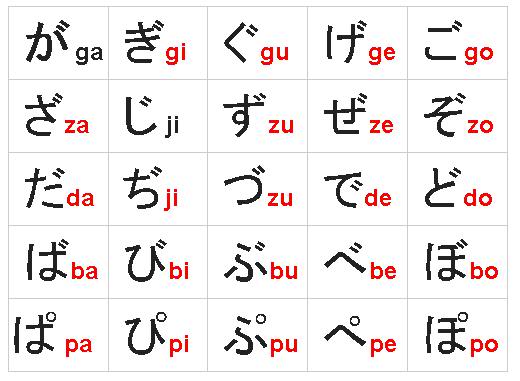 がga ぎgi ぐgu げge ごgo
ざza じji ずzu ぜze ぞzo
だda ぢji づzu でde どdo
ばba びbi ぶbu べbe ぼbo
ぱpa ぴpi ぷpu ぺpe ぽpo